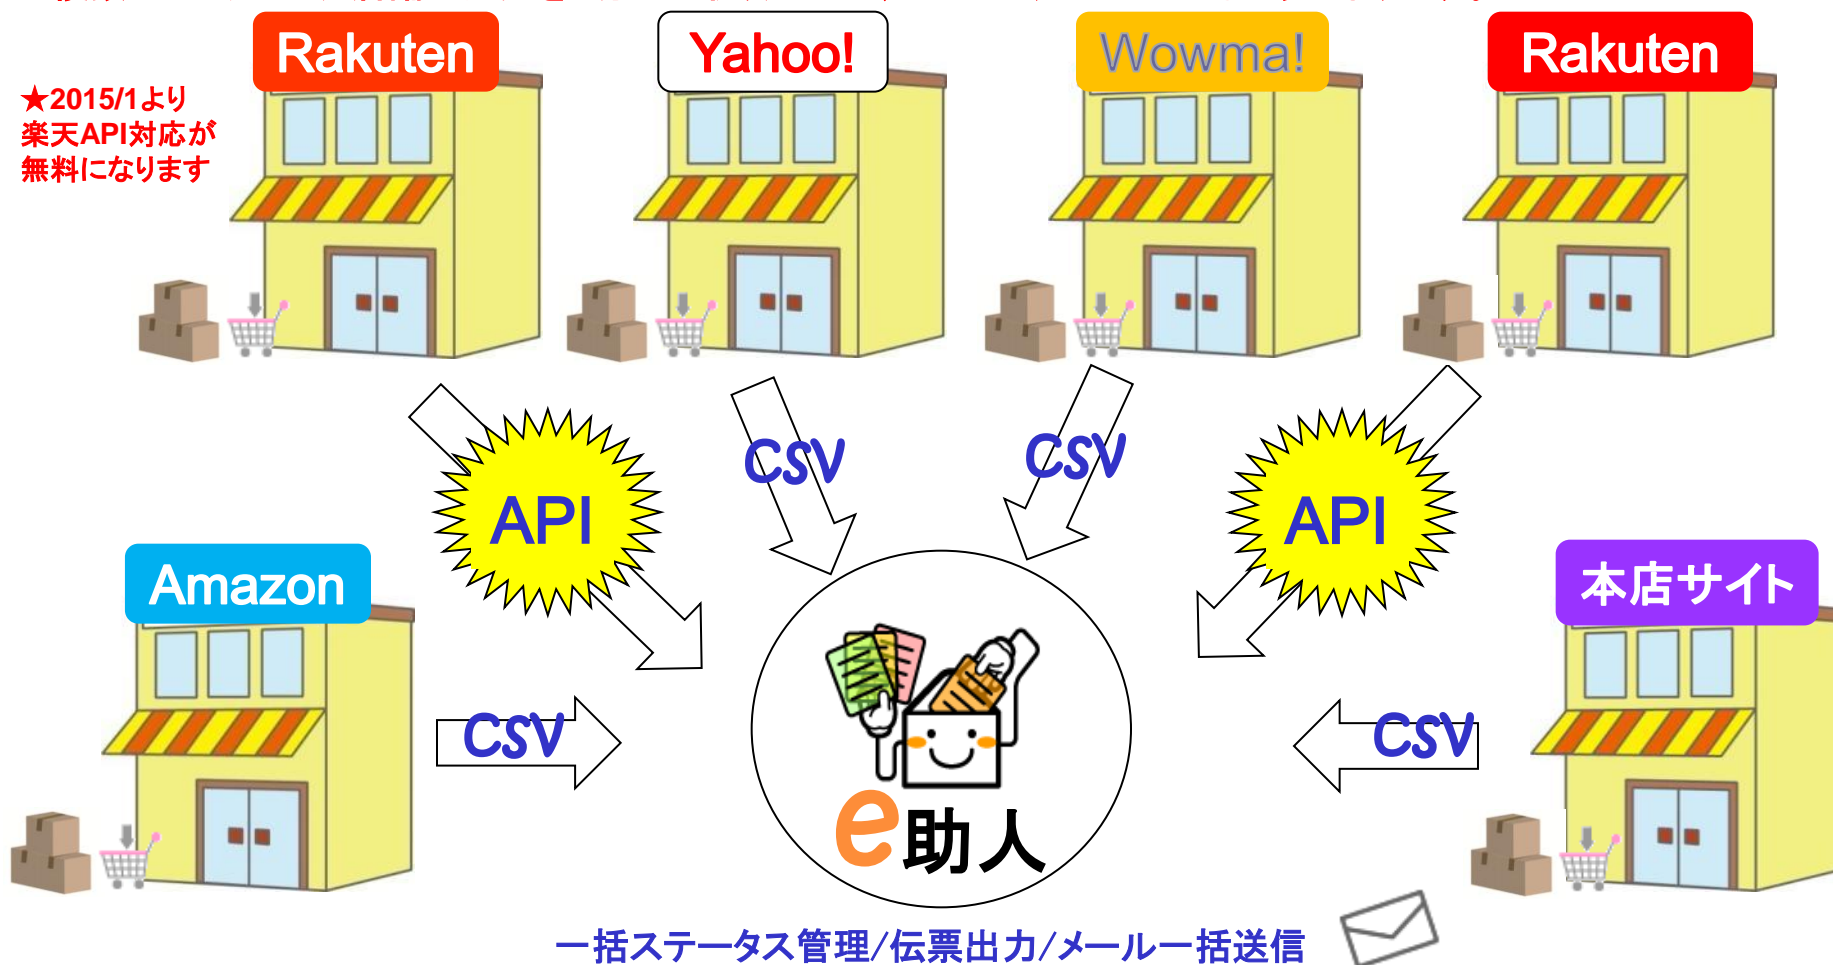 Rakuten
Yahoo!
Wowma!
Rakuten
★2015/1より
楽天API対応が
無料になります
API
CSV
CSV
API
Amazon
本店サイト
CSV
CSV
e助人
一括ステータス管理/伝票出力/メール一括送信